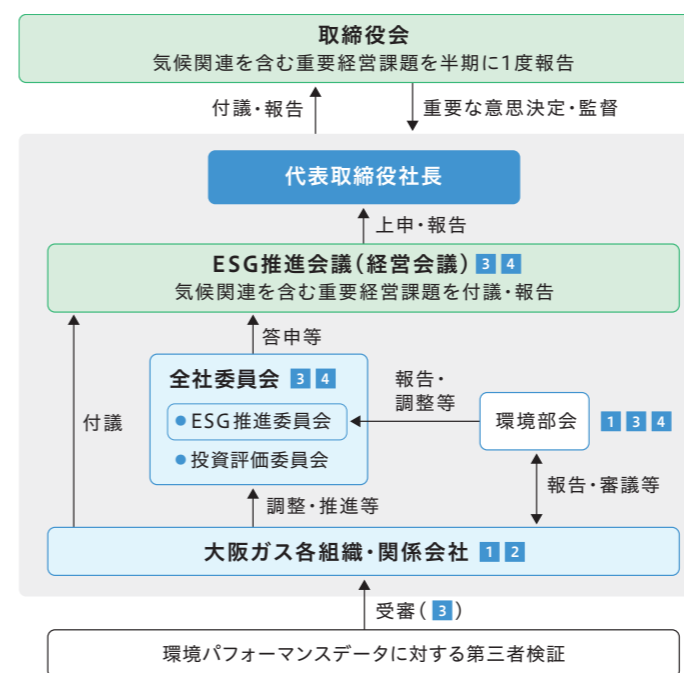 取締役会
気候関連を含む重要経営課題を半期に1度報告
付議・報告
重要な意思決定・監督
代表取締役社長
上申・報告
ESG推進会議(経営会議) 3 4
気候関連を含む重要経営課題を付議・報告
答申等
全社委員会 3 4
●ESG推進委員会
●投資評価委員会
報告・
調整等
環境部会 1 3 4
付議
調整・推進等
報告・審議等
大阪ガス各組織・関係会社 1 2
受審( 3 )
環境パフォーマンスデータに対する第三者検証